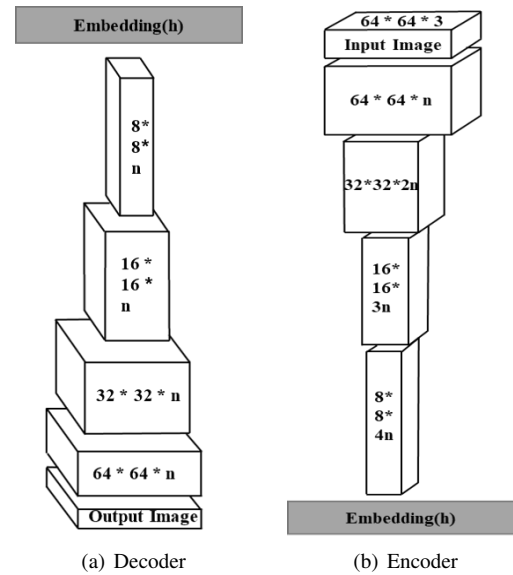 Embedding(h)
8*
8*
n
16 *
16 *
n
32 * 32 * n
64 * 64 * n
Output Image
(a) Decoder
64 * 64 * 3
Input Image
64 * 64 * n
32*32*2n
16*
16*
3n
8*
8*
4n
Embedding(h)
(b) Encoder